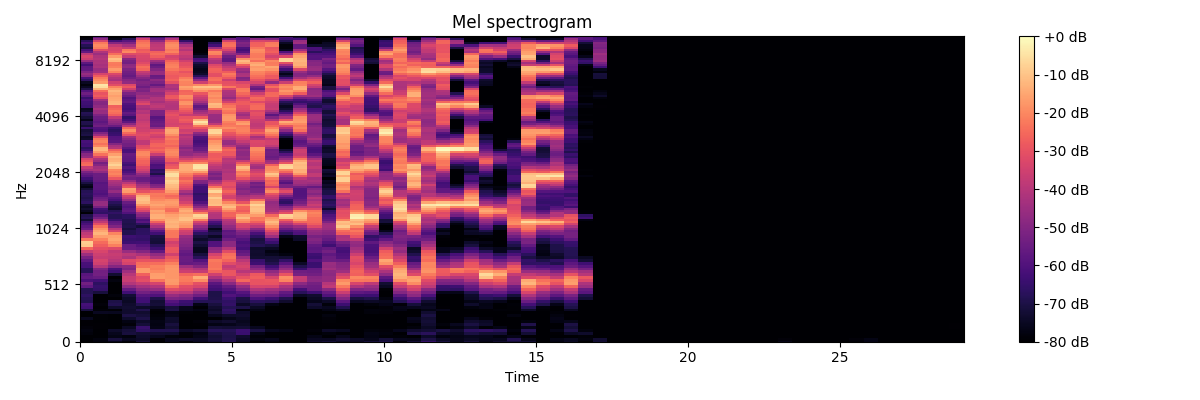 Mel spectrogram
Hz
8192
4096
2048
1024
512
0
0 5 10 15 20 25
Time
+0 dB
-10 dB
-20 dB
-30 dB
-40 dB
-50 dB
-60 dB
-70 dB
-80 dB